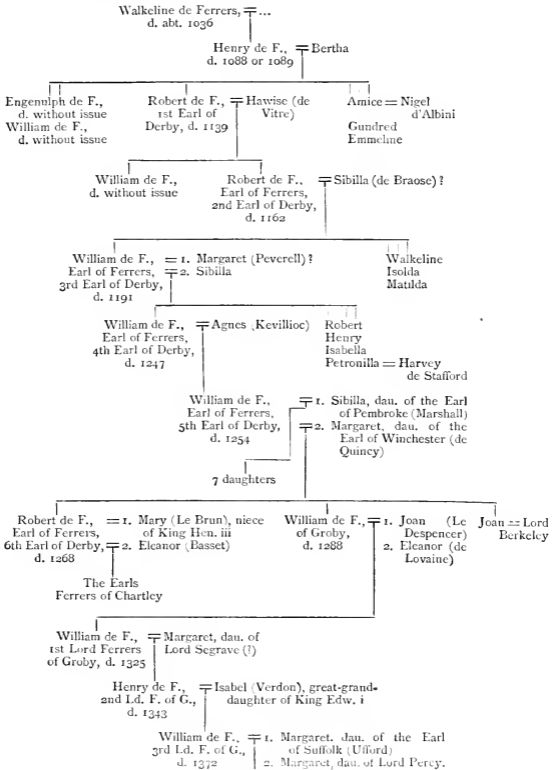 Walkeline de Ferrers, ╤ ...
d. abt. 1036
Henry de F., ╤ Bertha
d. 1088 or 1089
Engenulph de F.,
d. without issue
William de F.,
d. without issue
Robert de F., ╤ Hawise (de
1st Earl of Vitre)
Derby, d. 1139
Amice = Nigel
d'Albini
Gundred
Emmeline
William de F.,
d. without issue
Robert de F., ╤ Sibilla (de Braose) ?
Earl of Ferrers,
2nd Earl of Derby,
d. 1162
William de F., = 1. Margaret (Peverell) ?
Earl of Ferrers, ╤ 2. Sibilla
3rd Earl of Derby,
d. 1191
Walkeline
Isolda
Matilda
William de F., ╤ Agnes (Kevillioc)
Earl of Ferrers,
4th Earl of Derby,
d. 1247
Robert
Henry
Isabella
Petronilla = Harvey
de Stafford
William de F.,
Earl of Ferrers,
5th Earl of Derby,
d. 1254
╤ 1. Sibilla, dau. of the Earl
of Pembroke (Marshall)
╤ 2. Margaret, dau. of the
Earl of Winchester (de
Quincy)
7 daughters
Robert de F., = 1. Mary (Le Brun), niece
Earl of Ferrers, of King Hen. iii
6th Earl of Derby, ╤ 2. Eleanor (Basset)
d. 1268
William de F., ╤ 1. Joan (Le
of Groby, Despencer)
d. 1288 2. Eleanor (de
Lovaine)
Joan = Lord
Berkeley
The Earls
Ferrers of Chartley
William de F., ╤ Margaret, dau. of
1st Lord Ferrers Lord Segrave (?)
of Groby, d. 1325
Henry de F., ╤ Isabel (Verdon), great-grand-
2nd Ld. F. of G., daughter of King Edw. i
d. 1343
William de F., ╤ 1. Margaret, dau. of the Earl
3rd Ld. F. of G., of Suffolk (Ufford)
d. 1372 2. Margaret, dau. of Lord Percy.